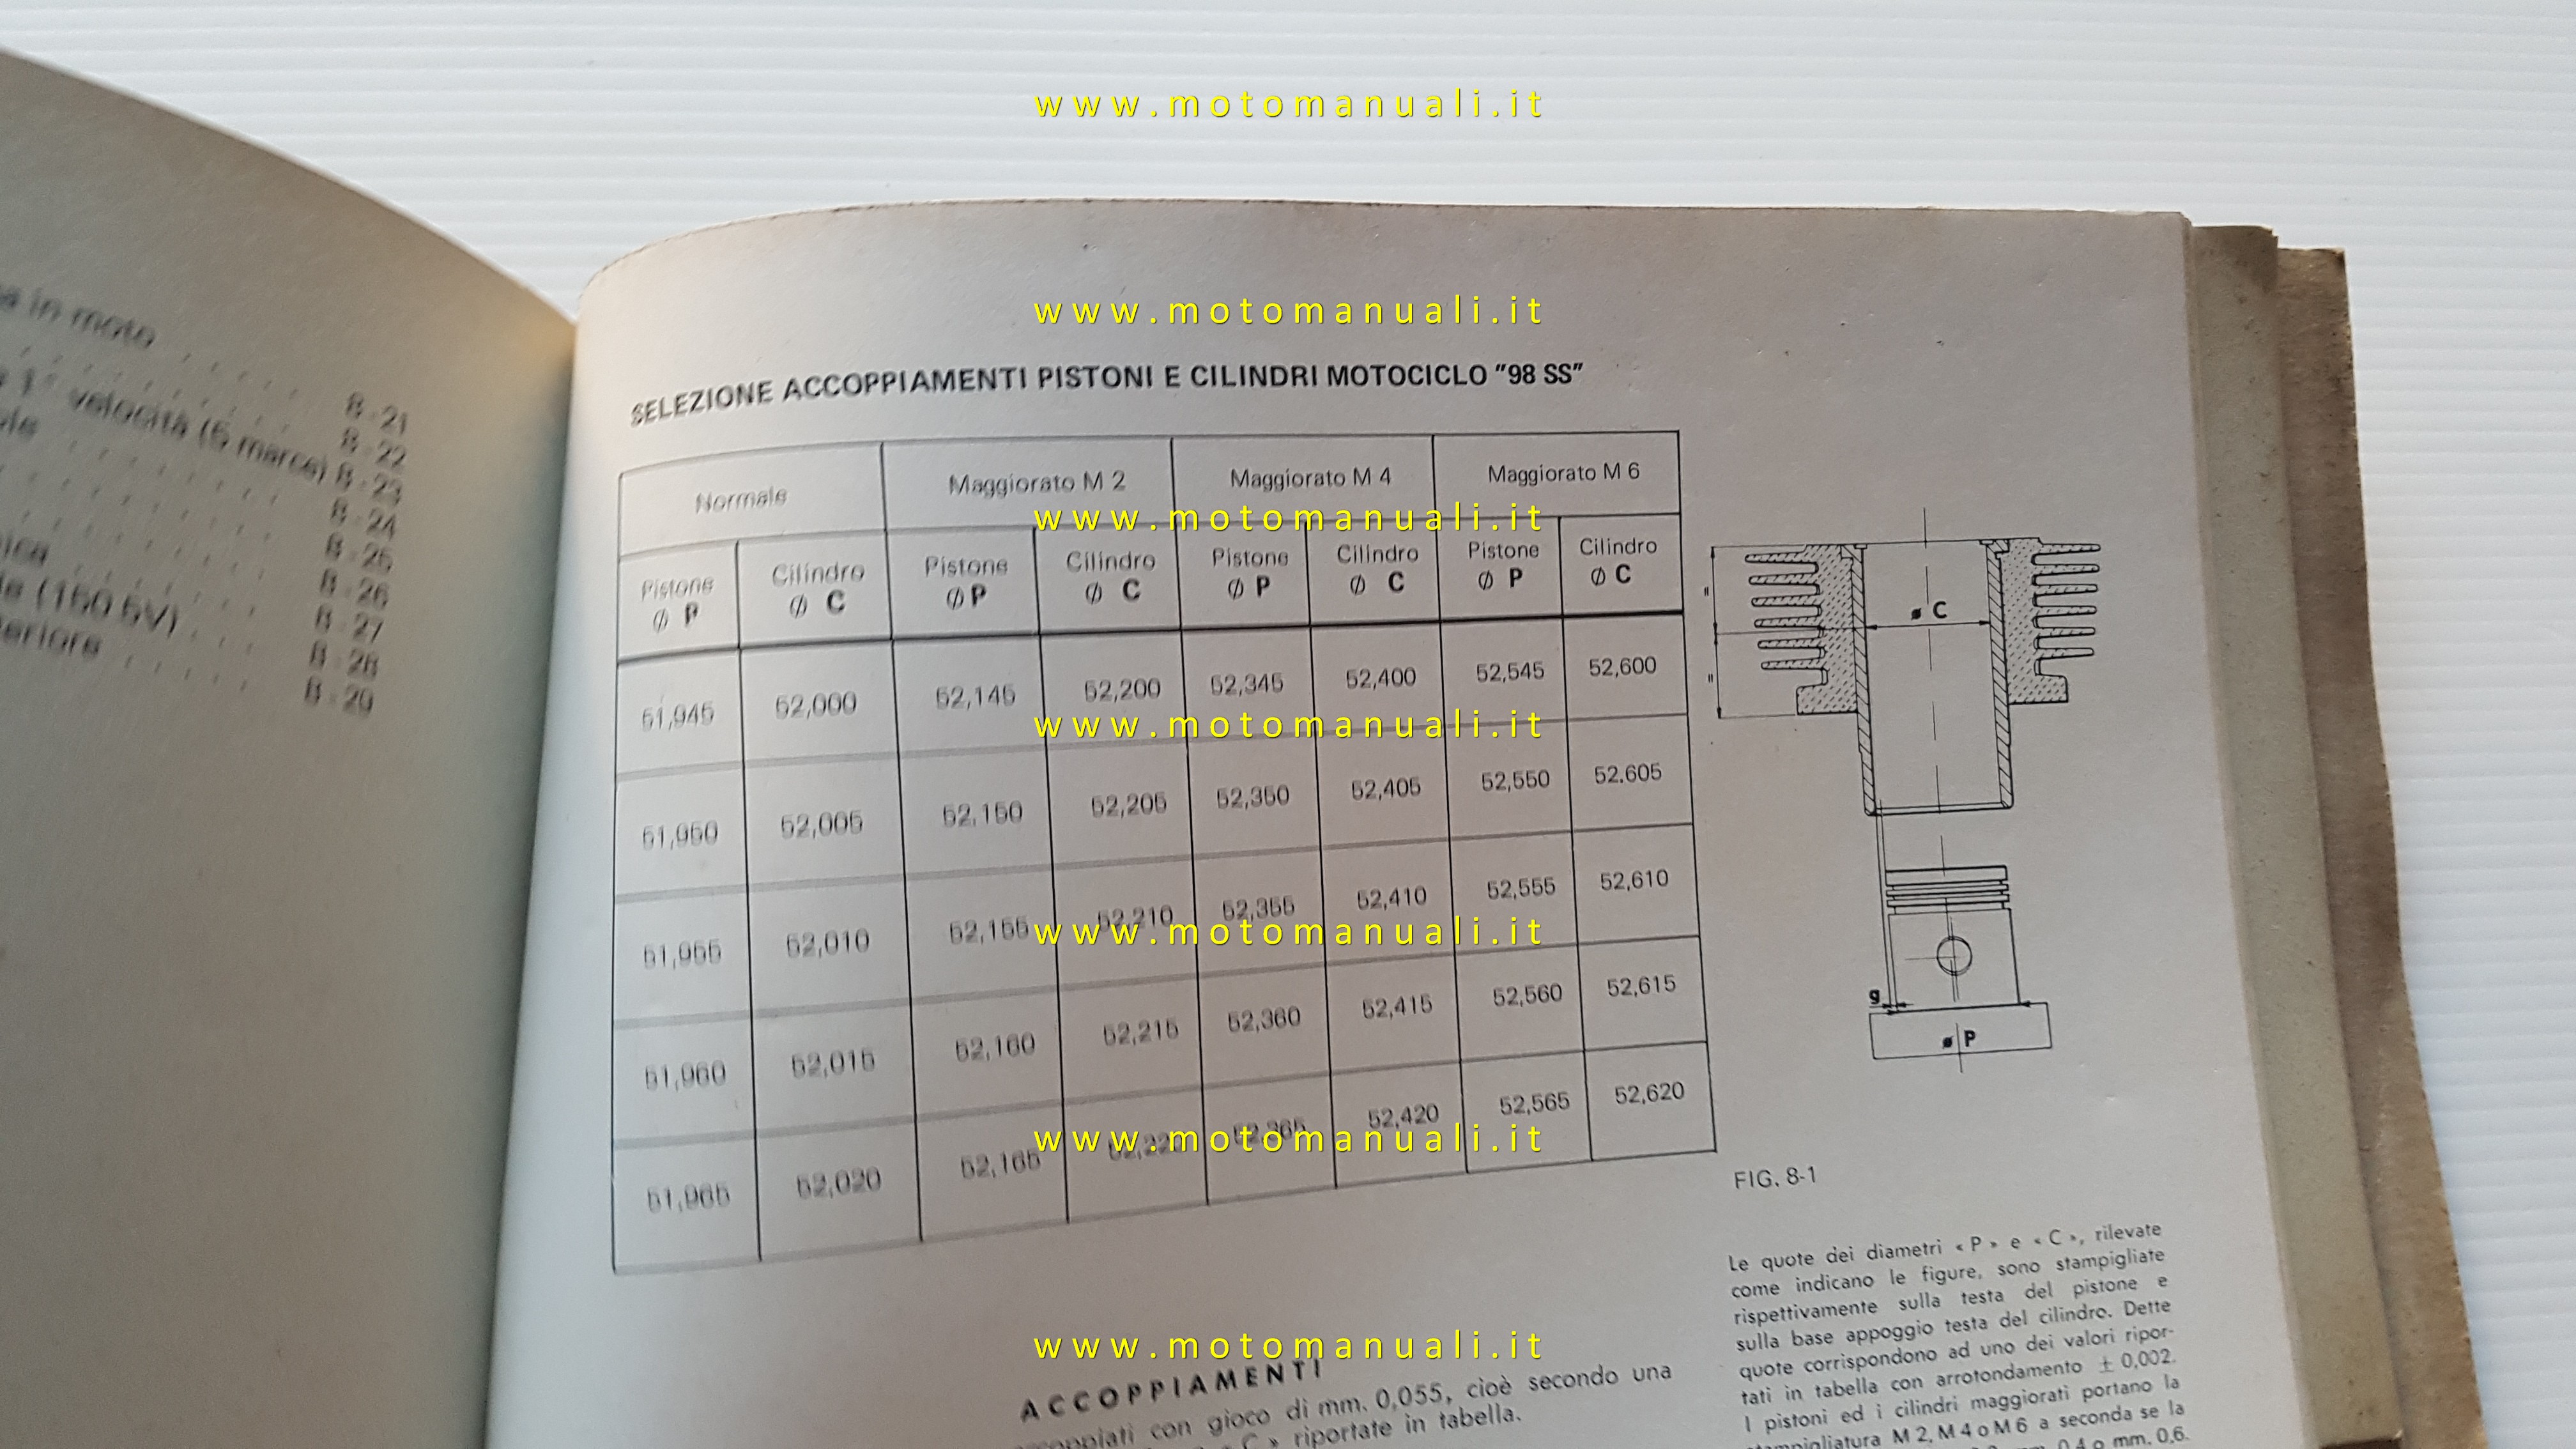 www.motomanuali.it
in moto
B-21
B-22
1ª velocità (5 marce) B-23
B-24
B-25
B-26
(150 5V) B-27
B-28
B-29
www.motomanuali.it
SELEZIONE ACCOPPIAMENTI PISTONI E CILINDRI MOTOCICLO "98 SS"
Normale Maggiorato M 2 Maggiorato M 4 Maggiorato M 6
www.motomanuali.it
Pistone Cilindro Pistone Cilindro Pistone Cilindro Pistone Cilindro
Ø P Ø C Ø P Ø C Ø P Ø C Ø P Ø C
51,945 52,000 52,145 52,200 52,345 52,400 52,545 52,600
www.motomanuali.it
51,950 52,005 52,150 52,205 52,350 52,405 52,550 52.605
51,955 52,010 52,155 52,210 52,355 52,410 52,555 52,610
www.motomanuali.it
51,960 52,015 52,160 52,215 52,360 52,415 52,560 52,615
51,965 52,020 52,165 52,220 52,365 52,420 52,565 52,620
www.motomanuali.it
ø C
=
=
g
ø P
FIG. 8-1
Le quote dei diametri « P » e « C », rilevate
come indicano le figure, sono stampigliate
rispettivamente sulla testa del pistone e
sulla base appoggio testa del cilindro. Dette
quote corrispondono ad uno dei valori ripor-
tati in tabella con arrotondamento ± 0,002.
I pistoni ed i cilindri maggiorati portano la
stampigliatura M 2, M 4 o M 6 a seconda se la
0,4 o mm. 0,6.
www.motomanuali.it
ACCOPPIAMENTI
con gioco di mm. 0,055, cioè secondo una
C » riportate in tabella.